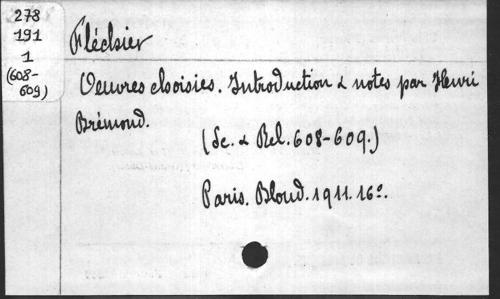 278
191
1
(608-
609)
Fléchier
Oeuvres choisies. Introduction & notes par Henri
Brémond.
(Sc. & Rel. 608-609.)
Paris. Bloud. 1911. 16º.